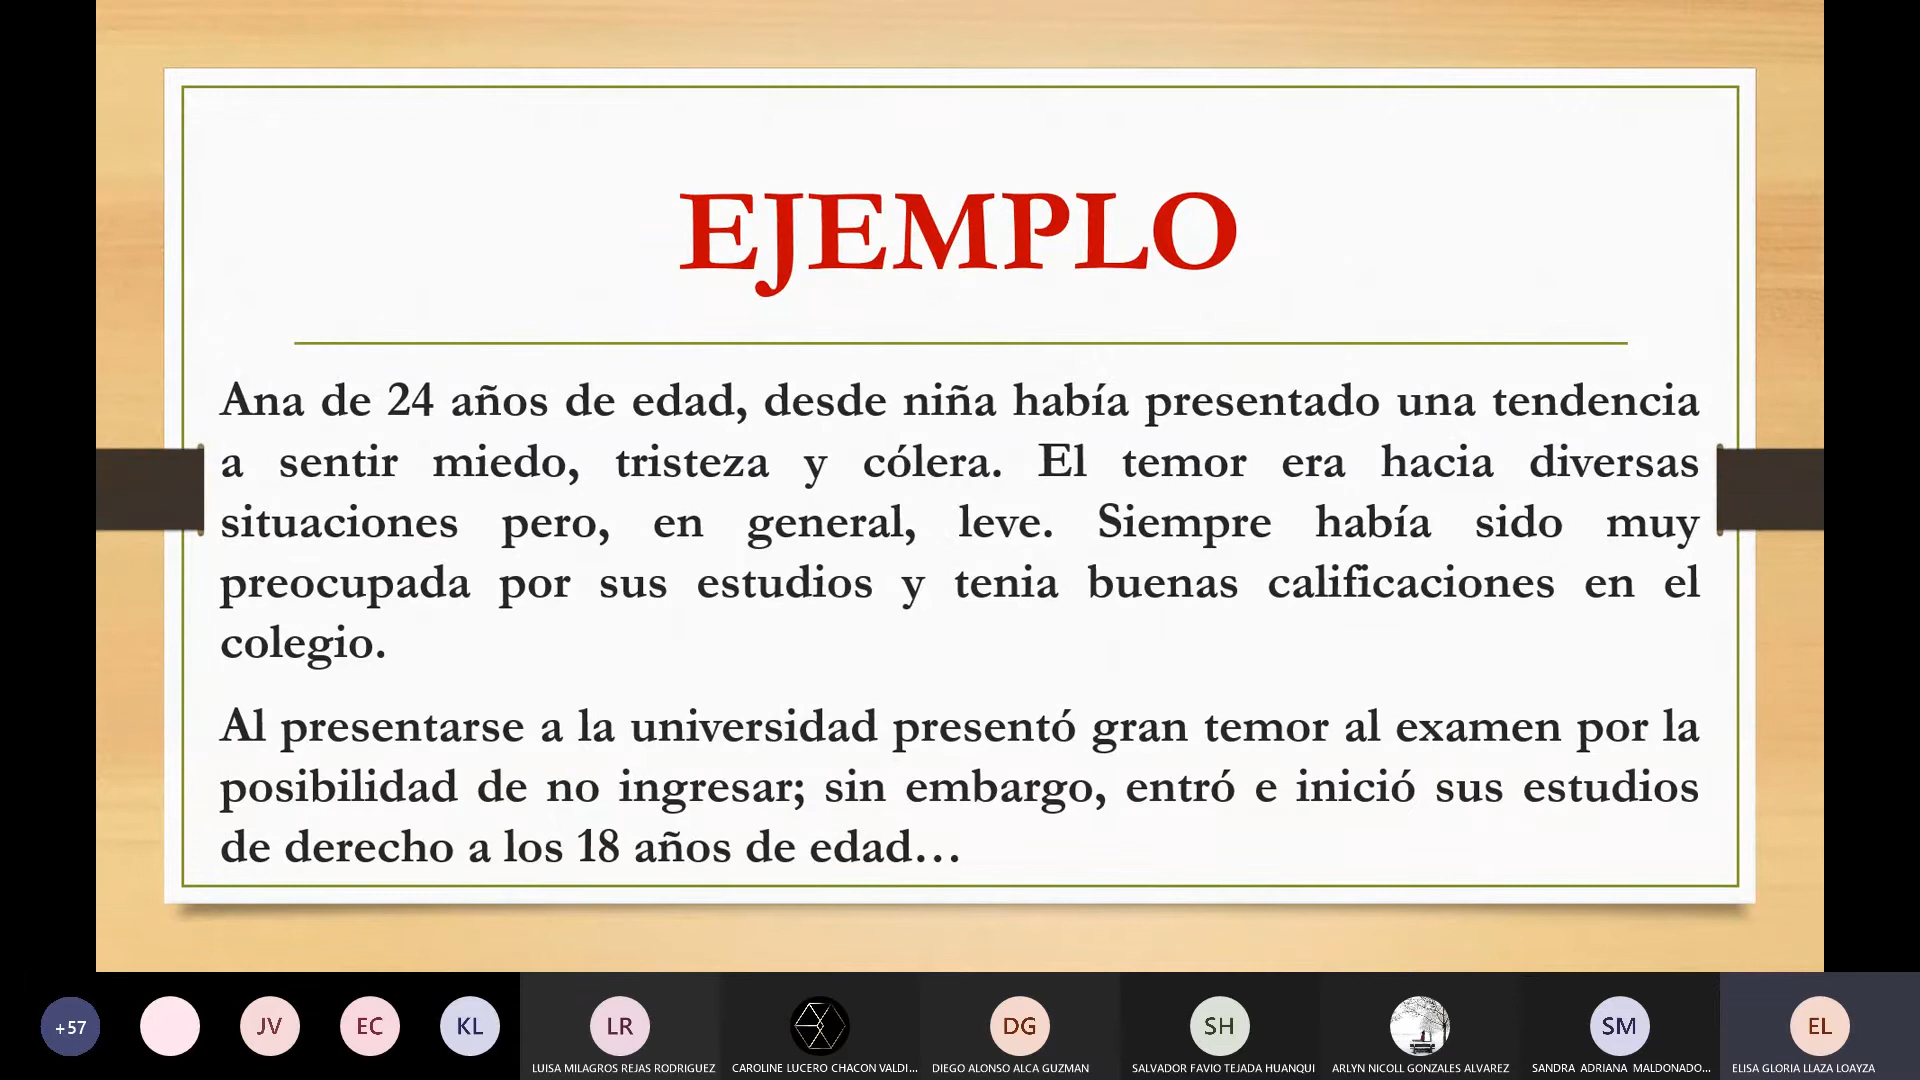 EJEMPLO
Ana de 24 años de edad, desde niña había presentado una tendencia
a sentir miedo, tristeza y cólera. El temor era hacia diversas
situaciones pero, en general, leve. Siempre había sido muy
preocupada por sus estudios y tenia buenas calificaciones en el
colegio.
Al presentarse a la universidad presentó gran temor al examen por la
posibilidad de no ingresar; sin embargo, entró e inició sus estudios
de derecho a los 18 años de edad…
+57
JV
EC
KL
LR
DG
SH
SM
EL
LUISA MILAGROS REJAS RODRIGUEZ
CAROLINE LUCERO CHACON VALDI...
DIEGO ALONSO ALCA GUZMAN
SALVADOR FAVIO TEJADA HUANQUI
ARLYN NICOLL GONZALES ALVAREZ
SANDRA ADRIANA MALDONADO...
ELISA GLORIA LLAZA LOAYZA